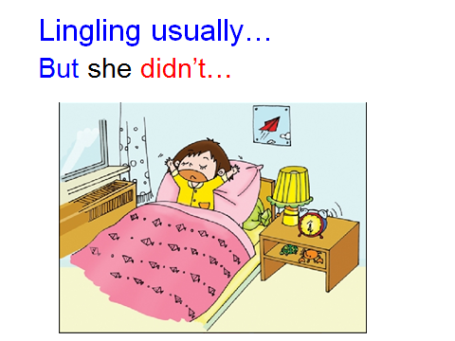 Lingling usually…
But she didn’t…